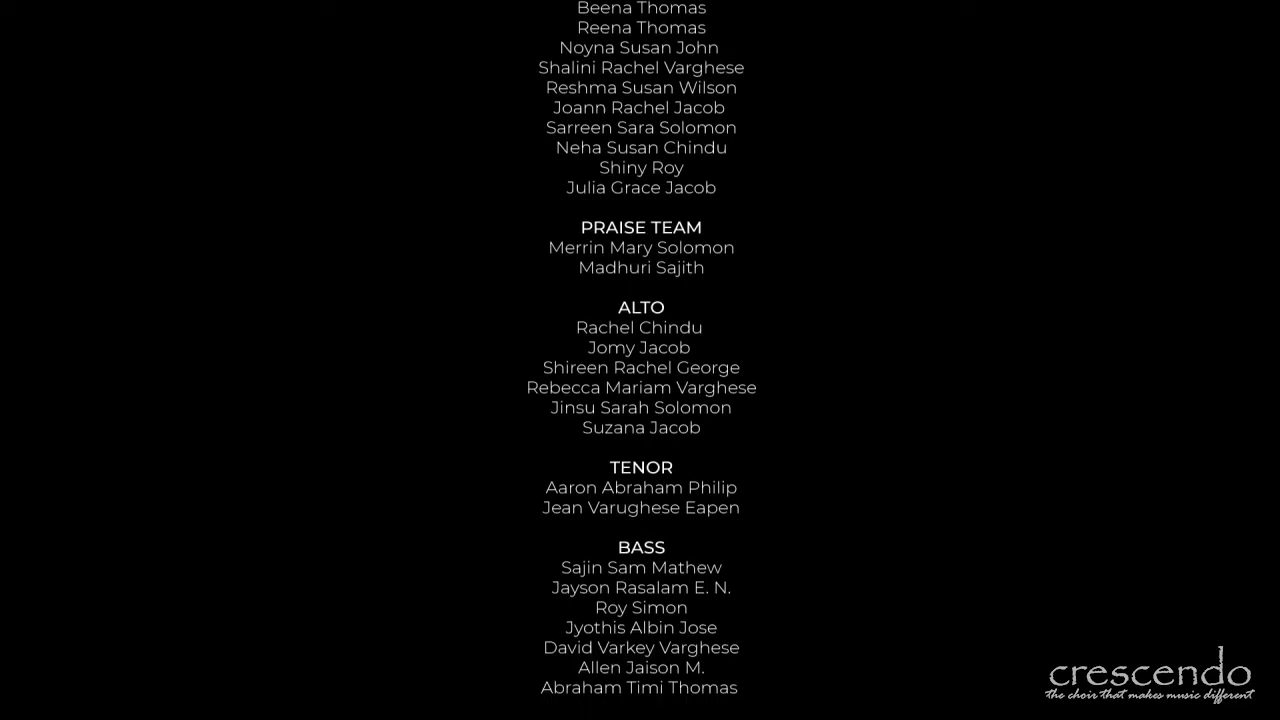 Beena Thomas
Reena Thomas
Noyna Susan John
Shalini Rachel Varghese
Reshma Susan Wilson
Joann Rachel Jacob
Sarreen Sara Solomon
Neha Susan Chindu
Shiny Roy
Julia Grace Jacob
PRAISE TEAM
Merrin Mary Solomon
Madhuri Sajith
ALTO
Rachel Chindu
Jomy Jacob
Shireen Rachel George
Rebecca Mariam Varghese
Jinsu Sarah Solomon
Suzana Jacob
TENOR
Aaron Abraham Philip
Jean Varughese Eapen
BASS
Sajin Sam Mathew
Jayson Rasalam E. N.
Roy Simon
Jyothis Albin Jose
David Varkey Varghese
Allen Jaison M.
Abraham Timi Thomas
crescendo
the choir that makes music different